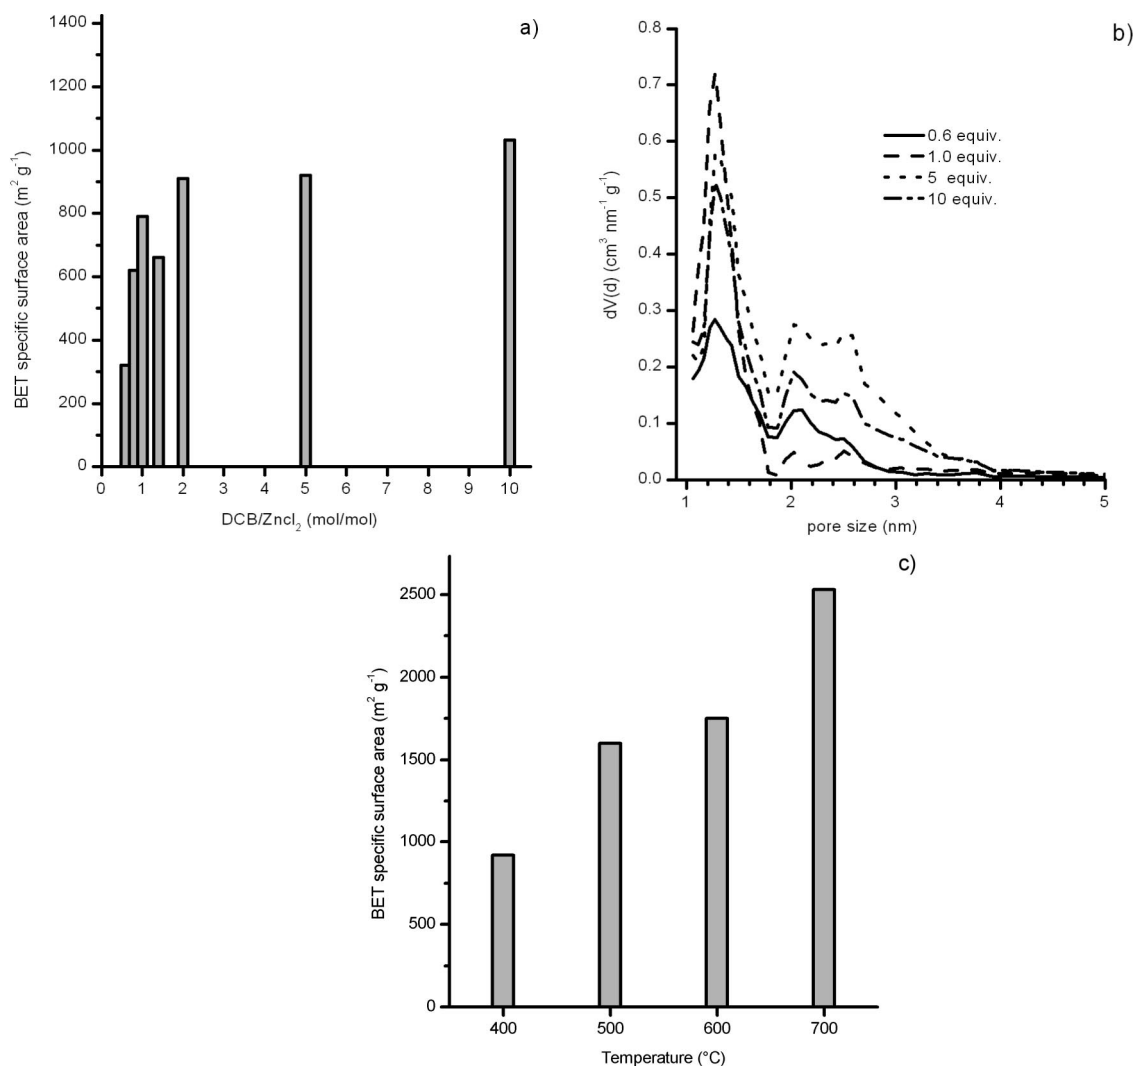 a)
1400
1200
1000
800
600
400
200
0
BET specific surface area (m² g⁻¹)
0 1 2 3 4 5 6 7 8 9 10
DCB/Zncl₂ (mol/mol)
b)
0.8
0.7
0.6
0.5
0.4
0.3
0.2
0.1
0.0
dV(d) (cm³ nm⁻¹ g⁻¹)
0.6 equiv.
1.0 equiv.
5 equiv.
10 equiv.
1 2 3 4 5
pore size (nm)
c)
2500
2000
1500
1000
500
0
BET specific surface area (m² g⁻¹)
400 500 600 700
Temperature (°C)